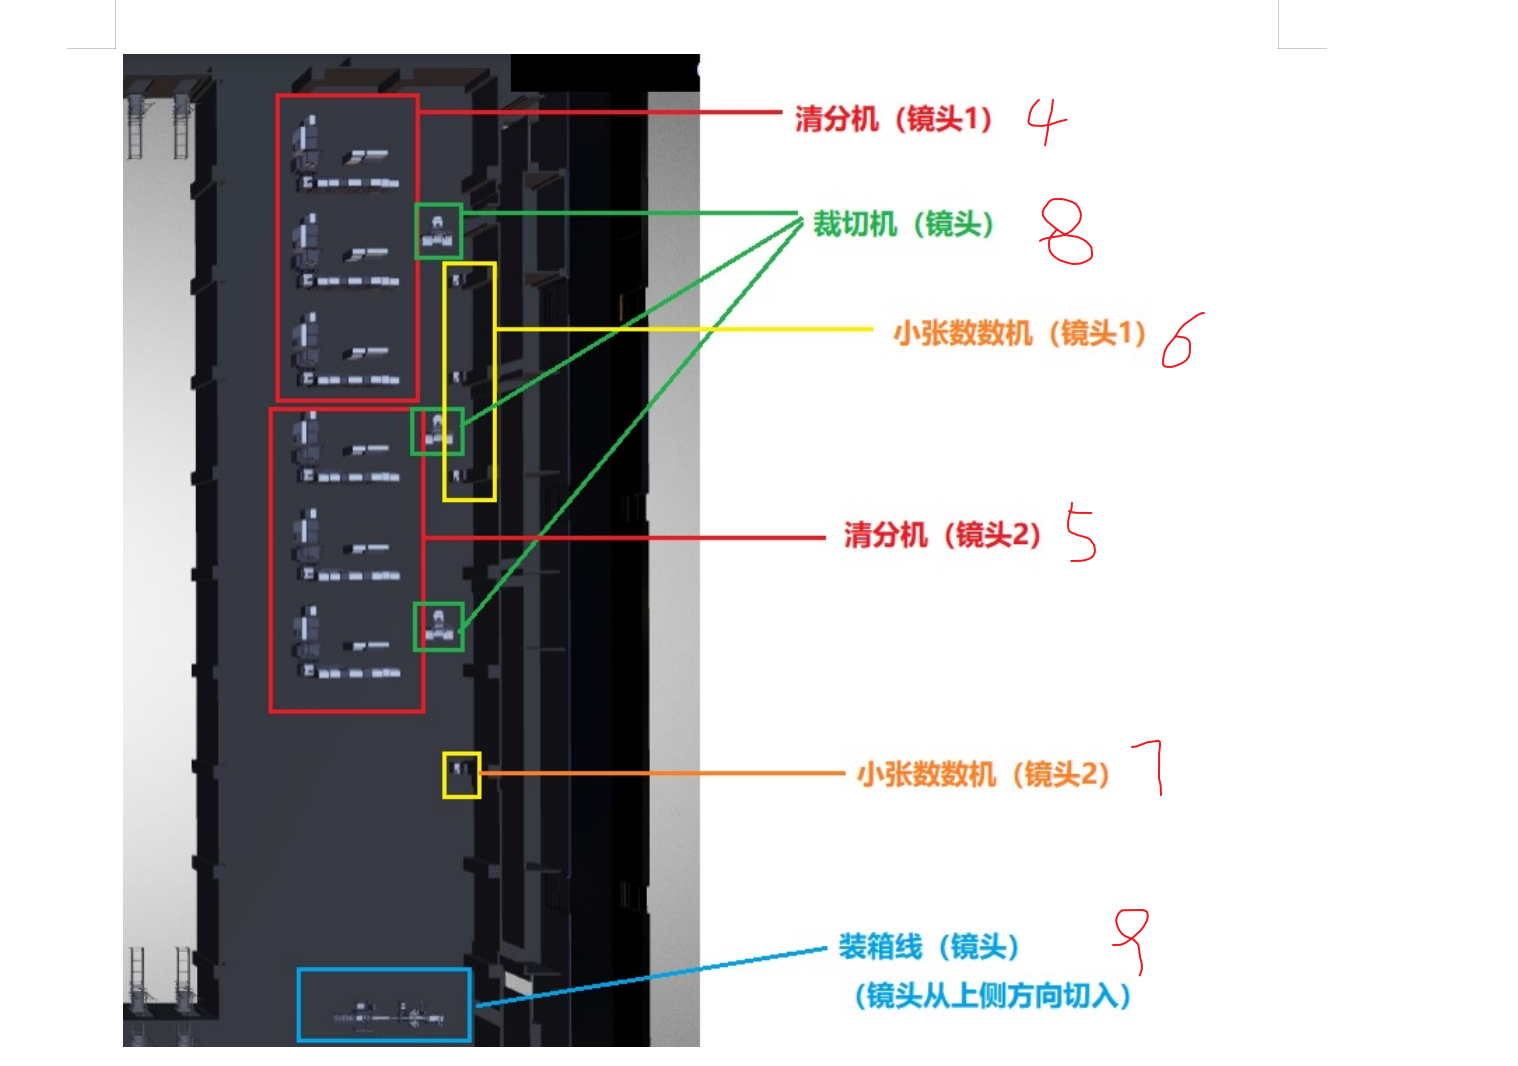 清分机（镜头1） 4
裁切机（镜头） 8
小张数数机（镜头1） 6
清分机（镜头2） 5
小张数数机（镜头2） 7
装箱线（镜头） 9
（镜头从上侧方向切入）